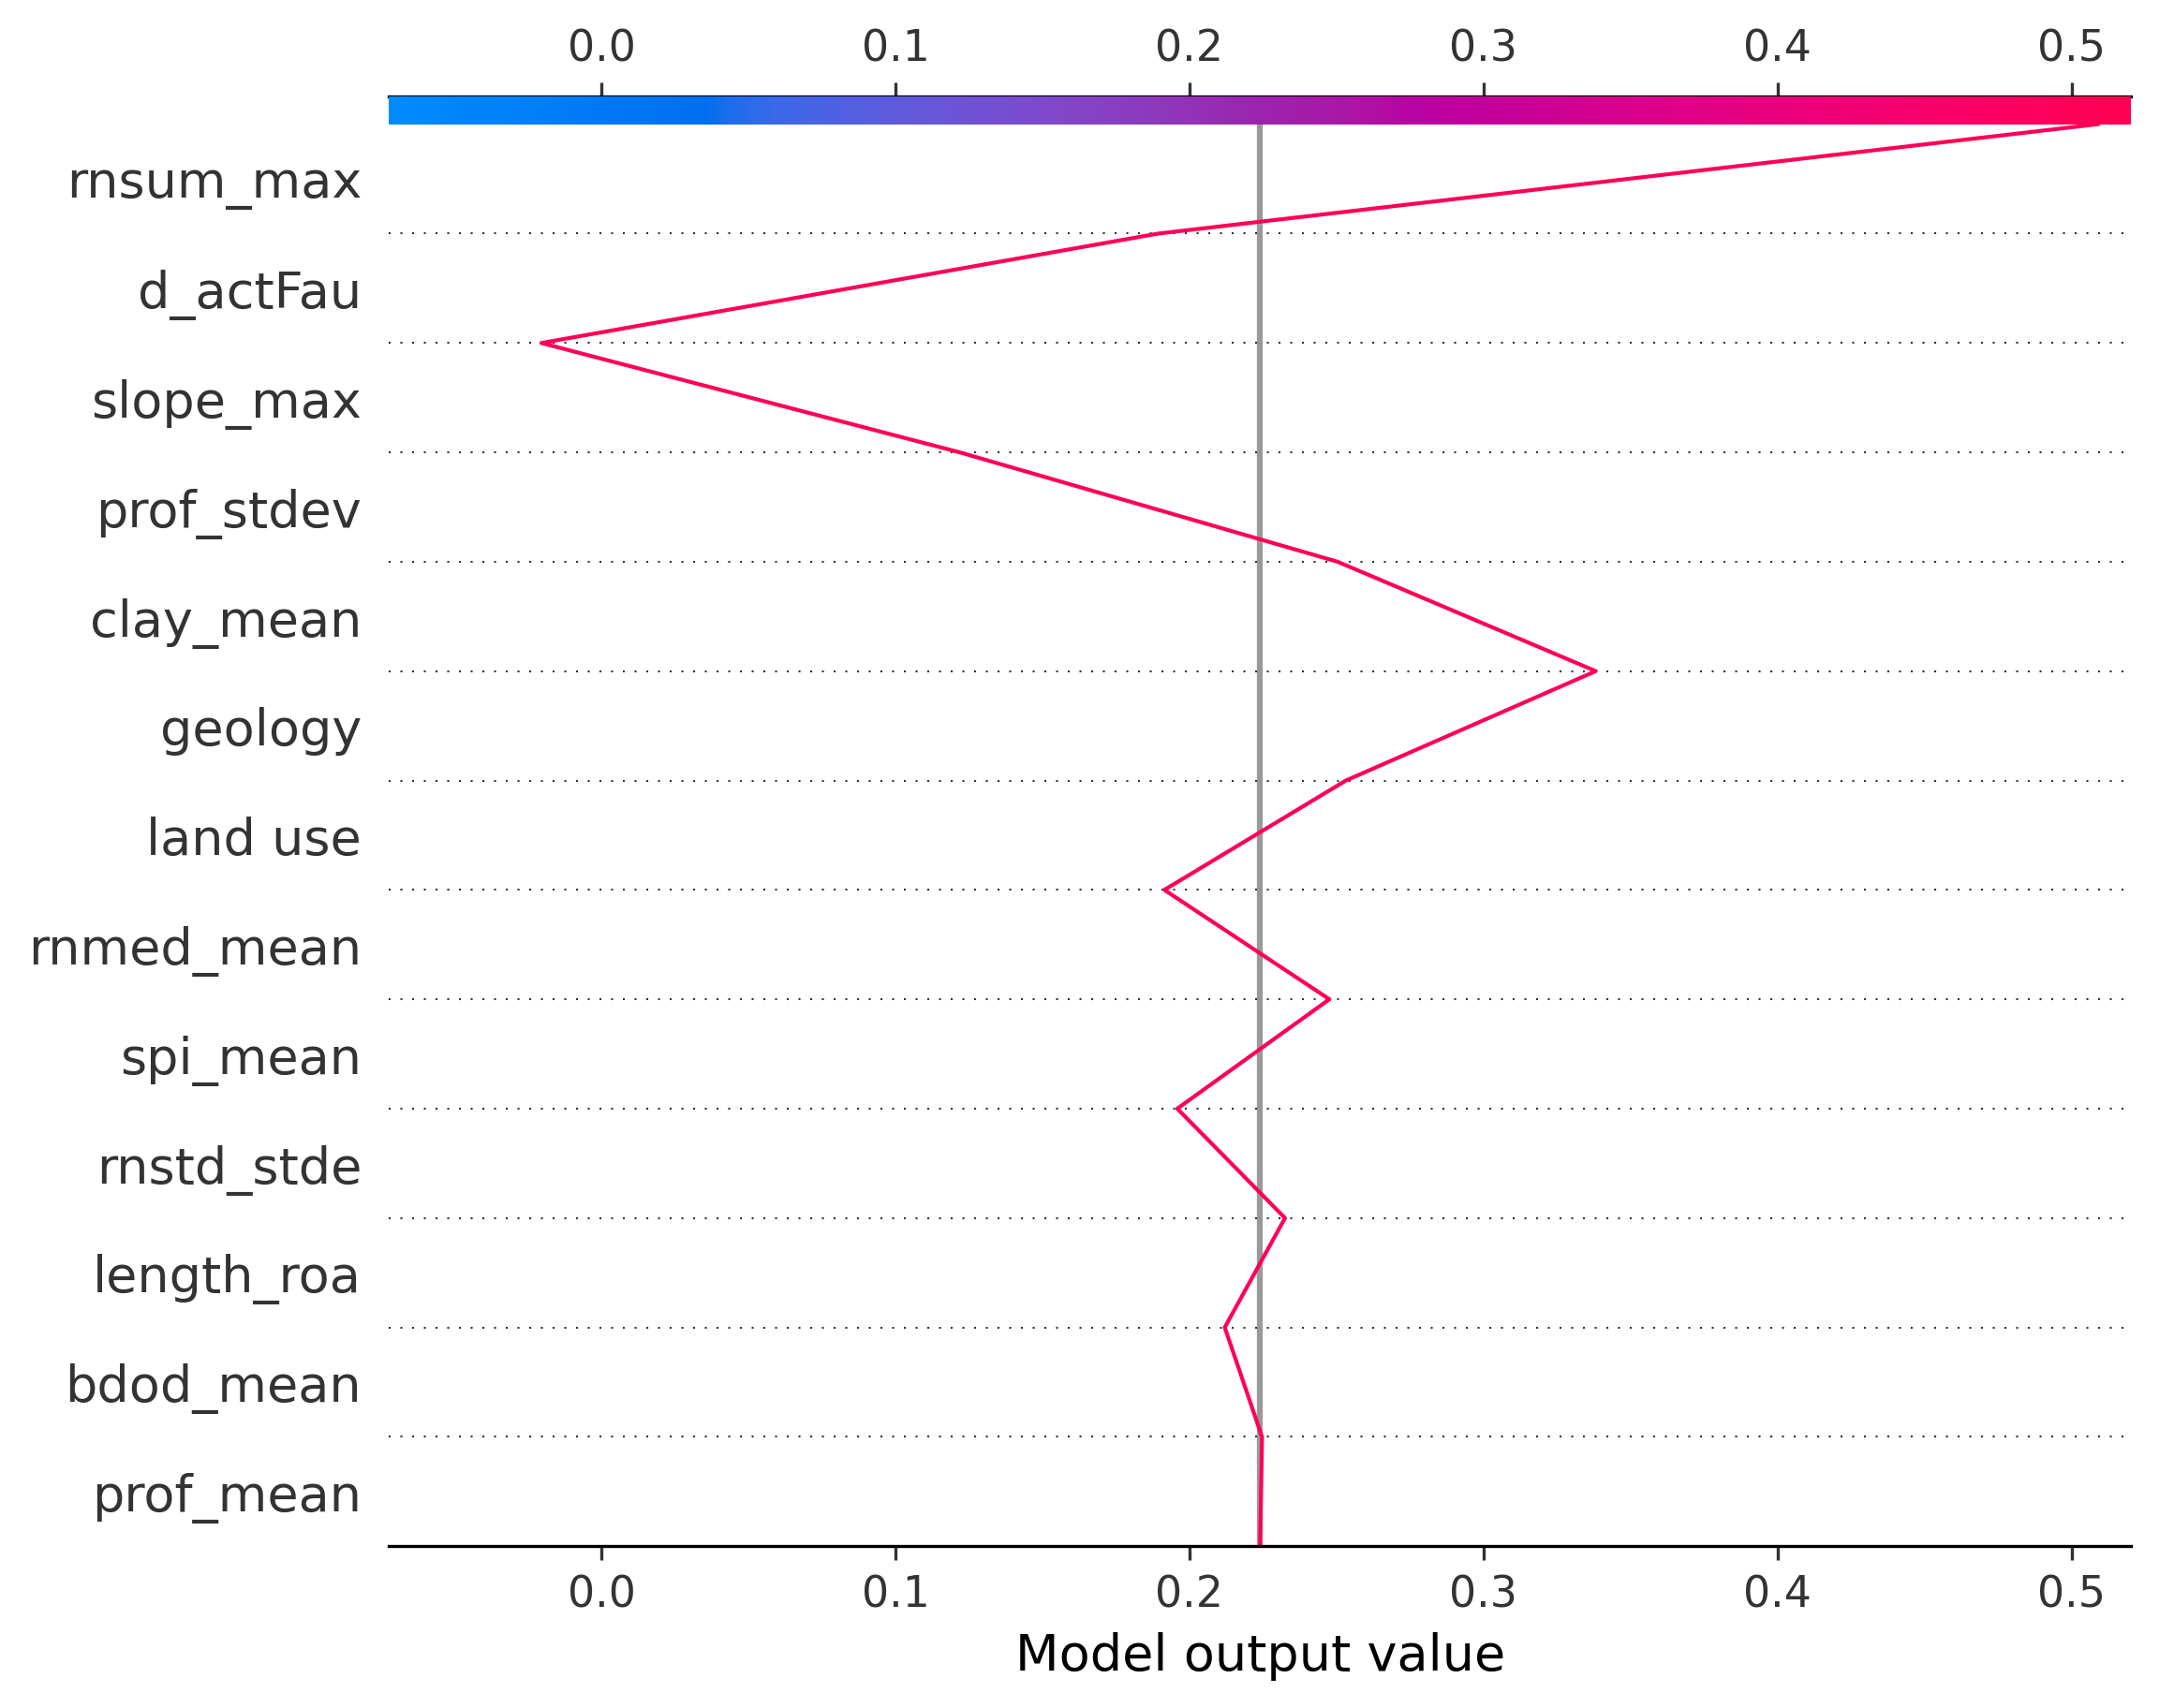 0.0 0.1 0.2 0.3 0.4 0.5
rnsum_max
d_actFau
slope_max
prof_stdev
clay_mean
geology
land use
rnmed_mean
spi_mean
rnstd_stde
length_roa
bdod_mean
prof_mean
0.0 0.1 0.2 0.3 0.4 0.5
Model output value